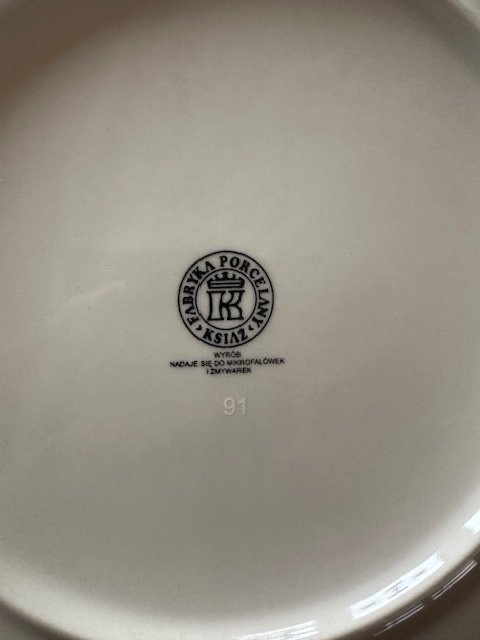 FABRYKA PORCELANY
KSIĄŻ
K
WYRÓB
NADAJE SIĘ DO MIKROFALÓWEK
I ZMYWAREK
91